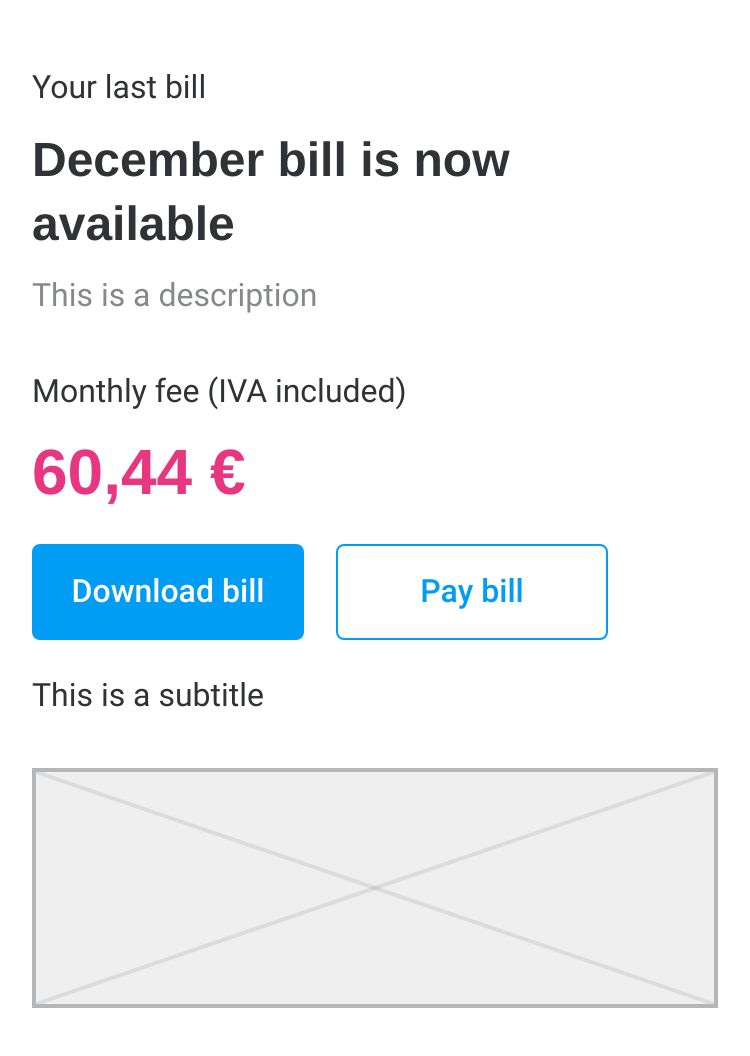 Your last bill
December bill is now
available
This is a description
Monthly fee (IVA included)
60,44 €
Download bill
Pay bill
This is a subtitle